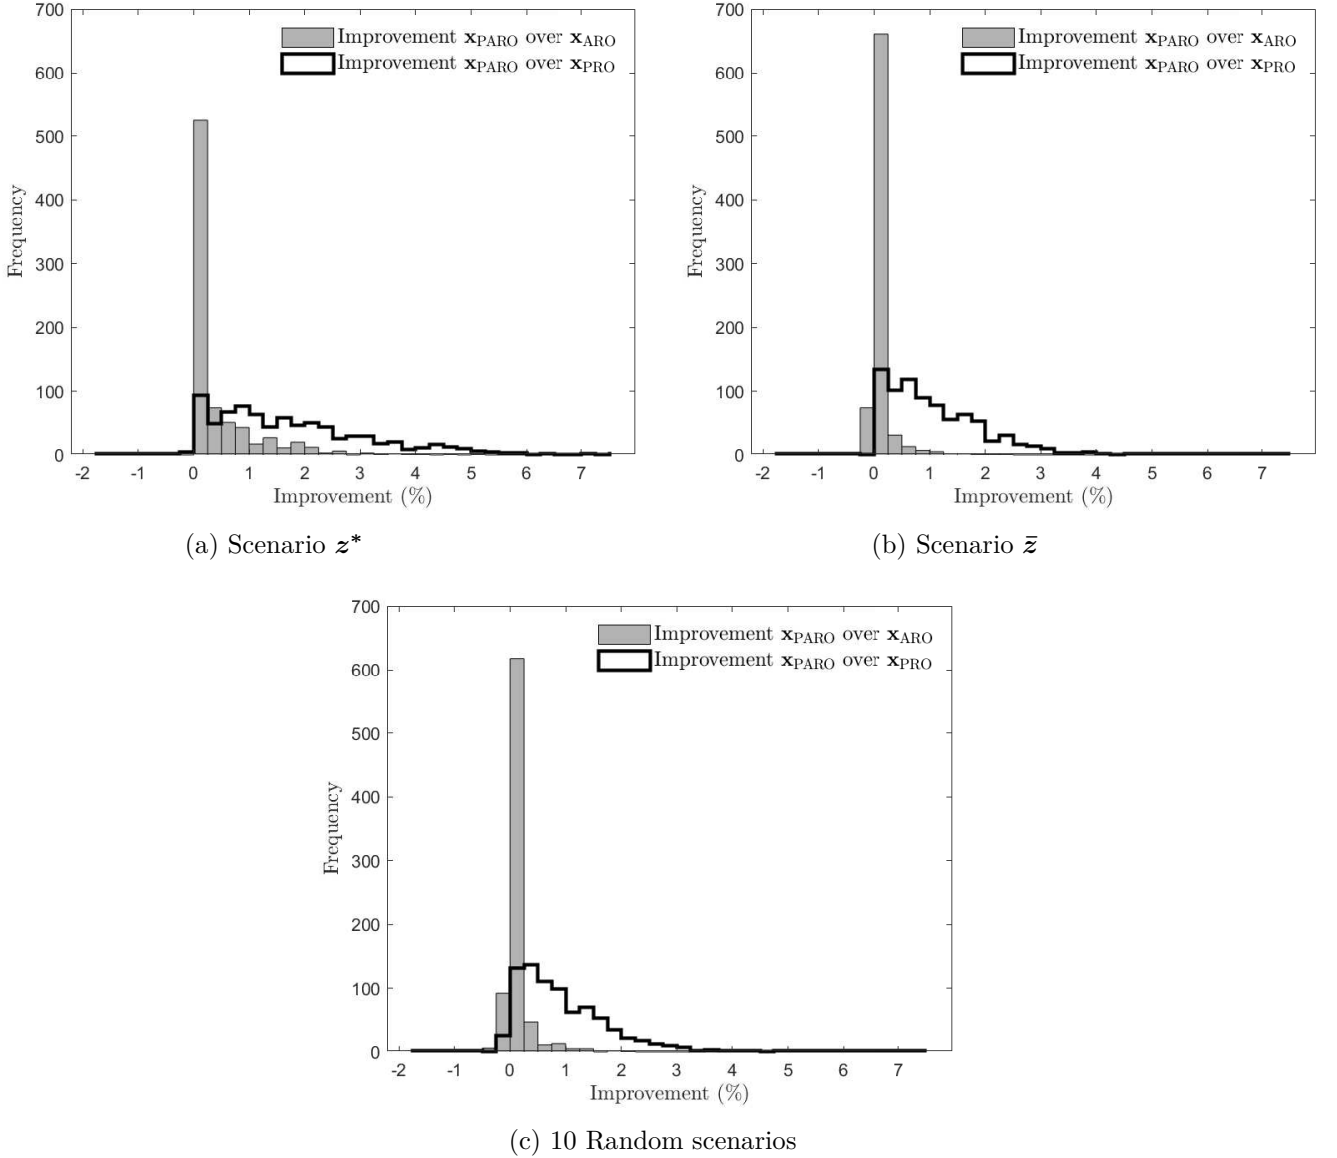 700
600
500
400
300
200
100
0
Frequency
Improvement xPARO over xARO
Improvement xPARO over xPRO
-2 -1 0 1 2 3 4 5 6 7
Improvement (%)
(a) Scenario z*
700
600
500
400
300
200
100
0
Frequency
Improvement xPARO over xARO
Improvement xPARO over xPRO
-2 -1 0 1 2 3 4 5 6 7
Improvement (%)
(b) Scenario z̄
700
600
500
400
300
200
100
0
Frequency
Improvement xPARO over xARO
Improvement xPARO over xPRO
-2 -1 0 1 2 3 4 5 6 7
Improvement (%)
(c) 10 Random scenarios